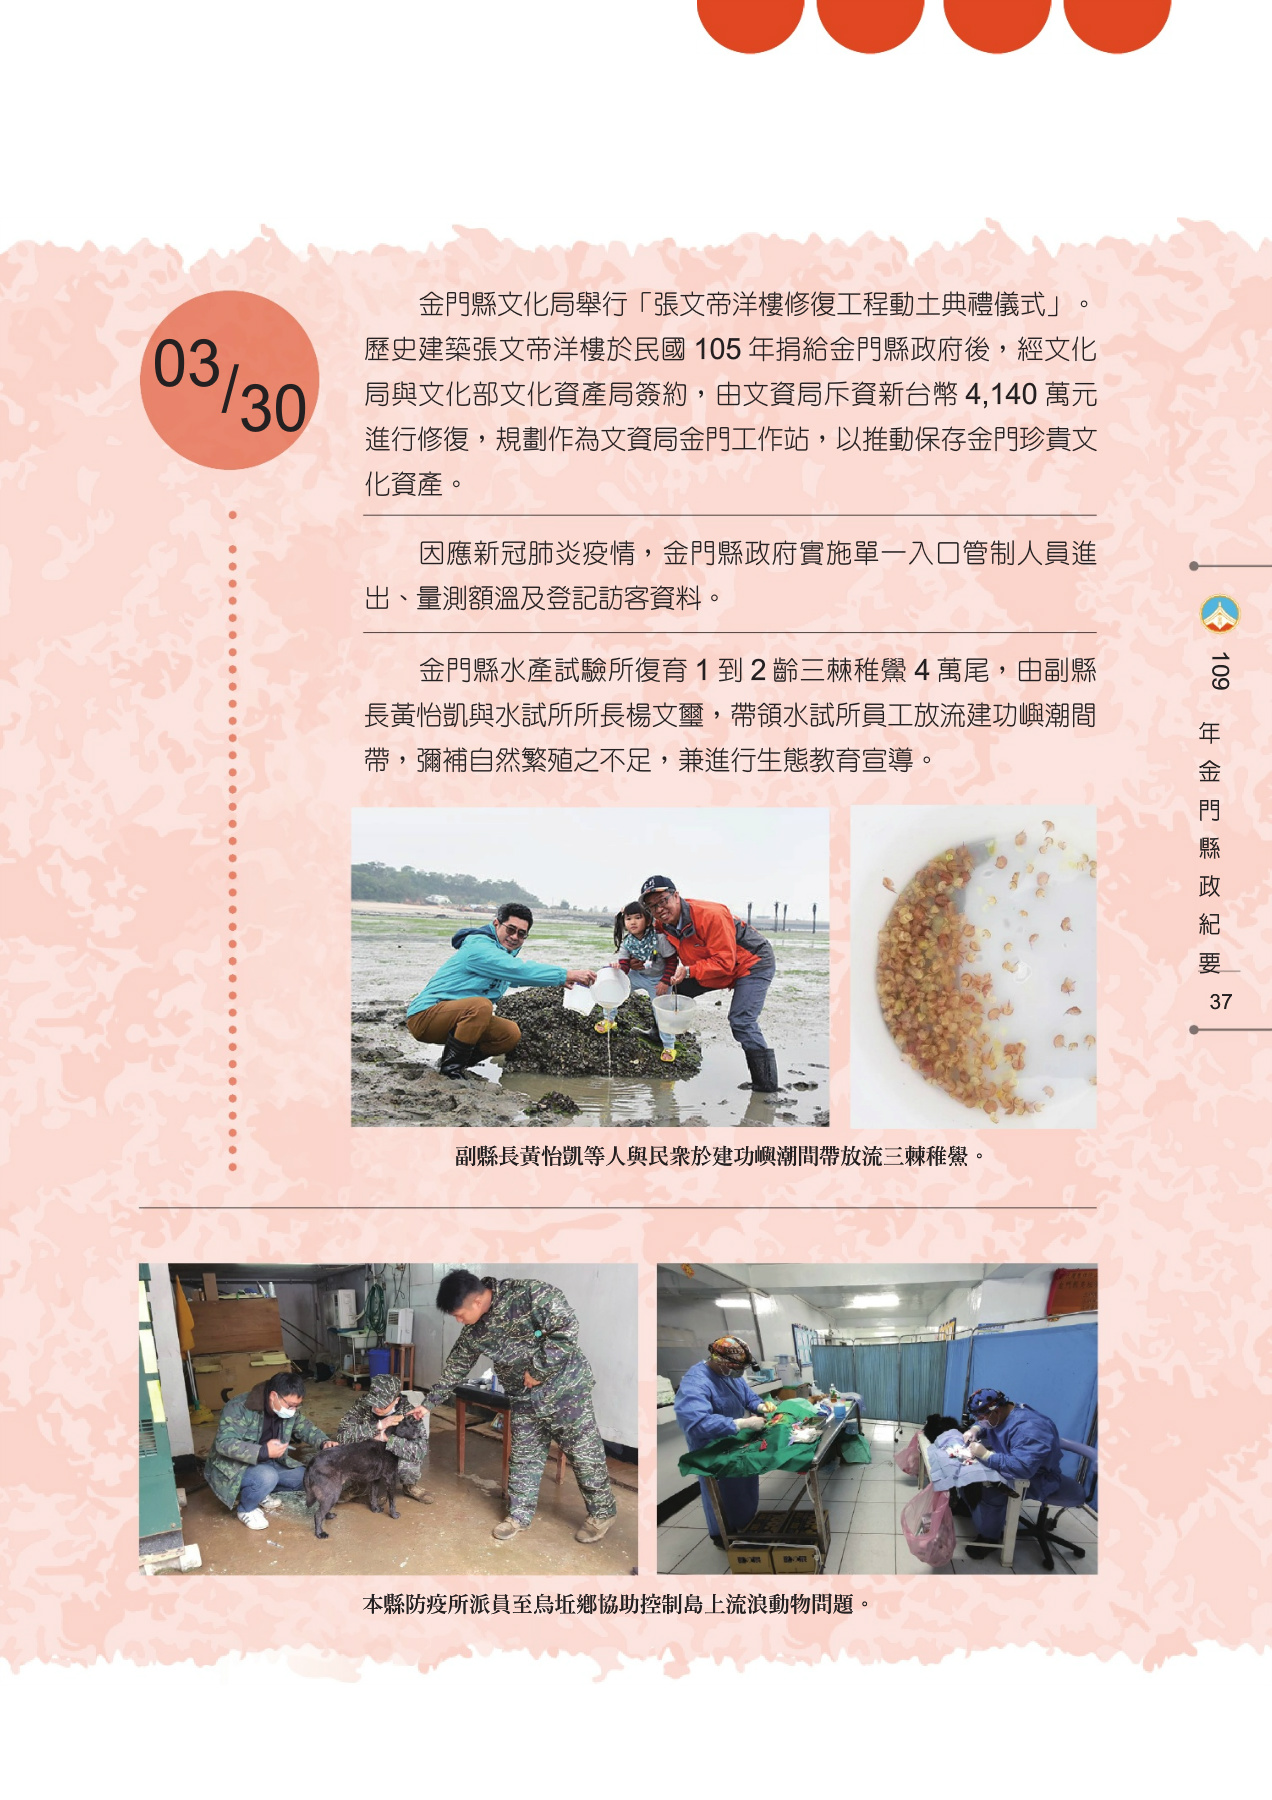 03/30
金門縣文化局舉行「張文帝洋樓修復工程動土典禮儀式」。
歷史建築張文帝洋樓於民國 105 年捐給金門縣政府後，經文化
局與文化部文化資產局簽約，由文資局斥資新台幣 4,140 萬元
進行修復，規劃作為文資局金門工作站，以推動保存金門珍貴文
化資產。
因應新冠肺炎疫情，金門縣政府實施單一入口管制人員進
出、量測額溫及登記訪客資料。
金門縣水產試驗所復育 1 到 2 齡三棘稚鱟 4 萬尾，由副縣
長黃怡凱與水試所所長楊文璽，帶領水試所員工放流建功嶼潮間
帶，彌補自然繁殖之不足，兼進行生態教育宣導。
副縣長黃怡凱等人與民眾於建功嶼潮間帶放流三棘稚鱟。
本縣防疫所派員至烏坵鄉協助控制島上流浪動物問題。
109 年金門縣政紀要
37